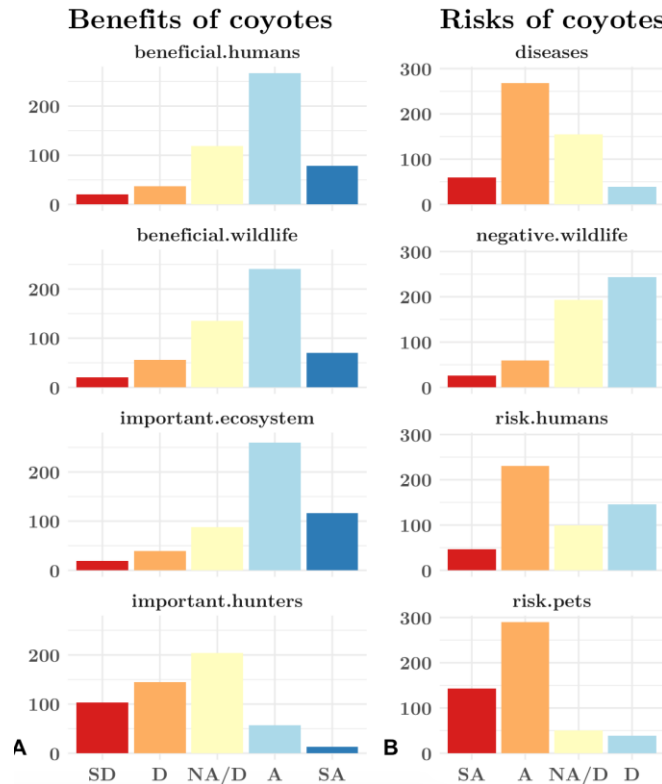 Benefits of coyotes
beneficial.humans
200
100
0
beneficial.wildlife
200
100
0
important.ecosystem
200
100
0
important.hunters
200
100
0
A
SD D NA/D A SA
Risks of coyotes
diseases
300
200
100
0
negative.wildlife
300
200
100
0
risk.humans
300
200
100
0
risk.pets
300
200
100
0
B
SA A NA/D D